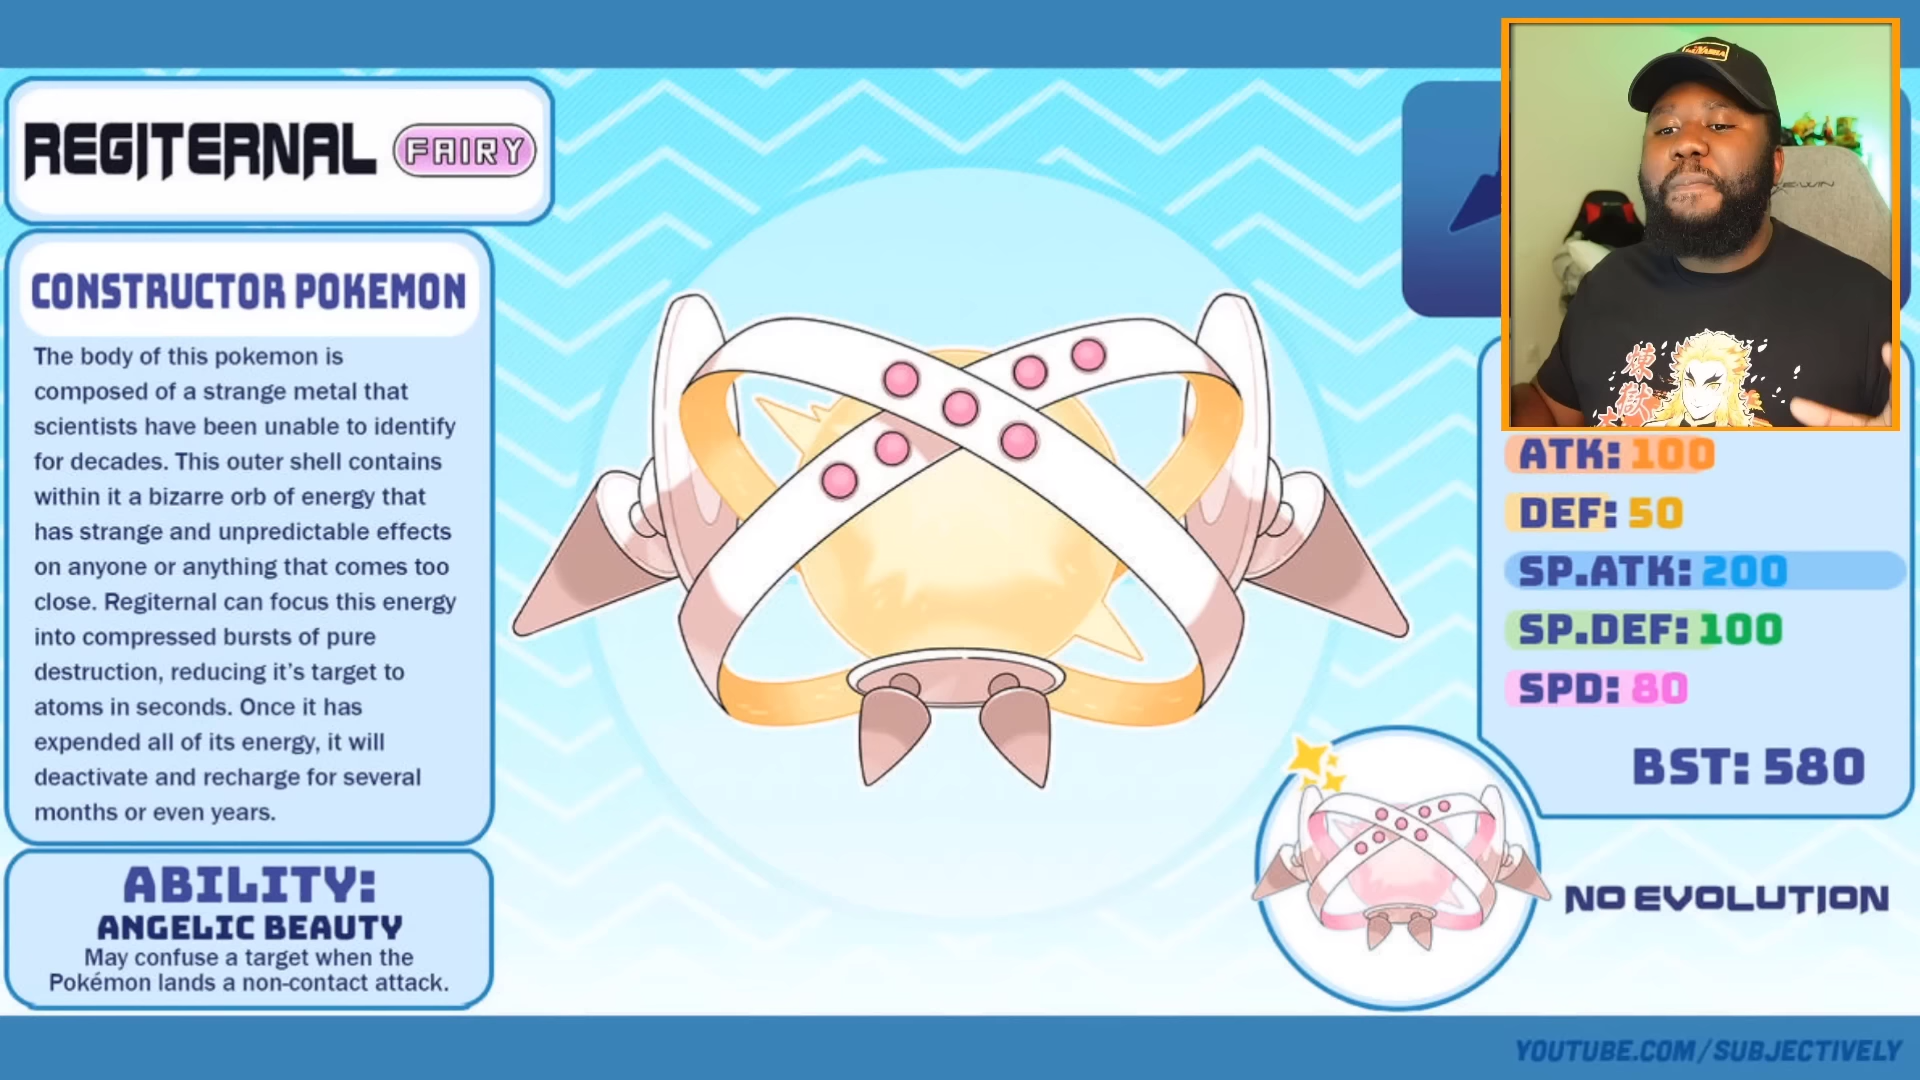 REGITERNAL FAIRY
CONSTRUCTOR POKEMON
The body of this pokemon is
composed of a strange metal that
scientists have been unable to identify
for decades. This outer shell contains
within it a bizarre orb of energy that
has strange and unpredictable effects
on anyone or anything that comes too
close. Regiternal can focus this energy
into compressed bursts of pure
destruction, reducing it's target to
atoms in seconds. Once it has
expended all of its energy, it will
deactivate and recharge for several
months or even years.
ABILITY:
ANGELIC BEAUTY
May confuse a target when the
Pokémon lands a non-contact attack.
煉
獄
ATK: 100
DEF: 50
SP.ATK: 200
SP.DEF: 100
SPD: 80
BST: 580
NO EVOLUTION
YOUTUBE.COM/SUBJECTIVELY